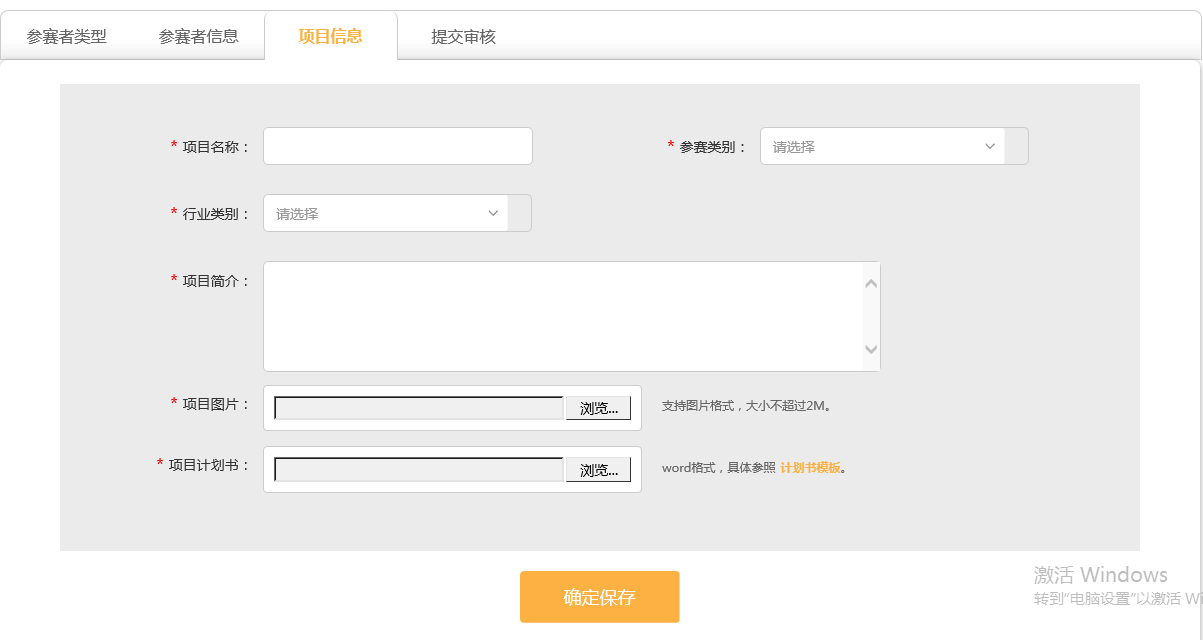 参赛者类型 参赛者信息 项目信息 提交审核
* 项目名称： * 参赛类别： 请选择
* 行业类别： 请选择
* 项目简介：
* 项目图片： 浏览... 支持图片格式，大小不超过2M。
* 项目计划书： 浏览... word格式，具体参照 计划书模板。
确定保存
激活 Windows
转到"电脑设置"以激活 Wi